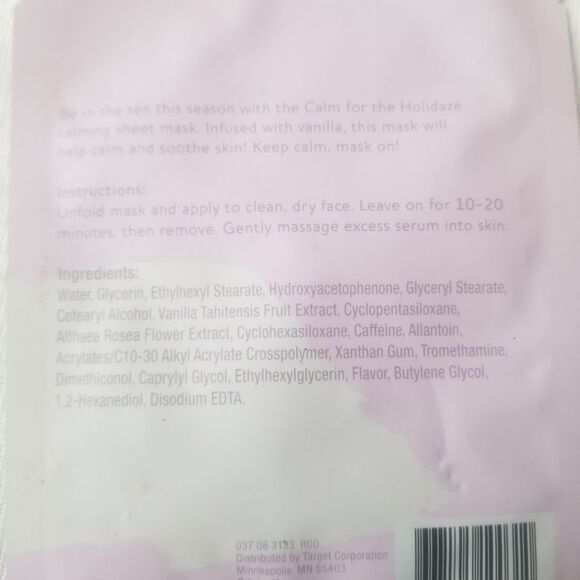 Be in the zen this season with the Calm for the Holidaze
calming sheet mask. Infused with vanilla, this mask will
help calm and soothe skin! Keep calm, mask on!
Instructions:
Unfold mask and apply to clean, dry face. Leave on for 10-20
minutes, then remove. Gently massage excess serum into skin.
Ingredients:
Water, Glycerin, Ethylhexyl Stearate, Hydroxyacetophenone, Glyceryl Stearate,
Cetearyl Alcohol, Vanilla Tahitensis Fruit Extract, Cyclopentasiloxane,
Althaea Rosea Flower Extract, Cyclohexasiloxane, Caffeine, Allantoin,
Acrylates/C10-30 Alkyl Acrylate Crosspolymer, Xanthan Gum, Tromethamine,
Dimethiconol, Caprylyl Glycol, Ethylhexylglycerin, Flavor, Butylene Glycol,
1,2-Hexanediol, Disodium EDTA.
037 08 3133 R00
Distributed by Target Corporation
Minneapolis, MN 55403